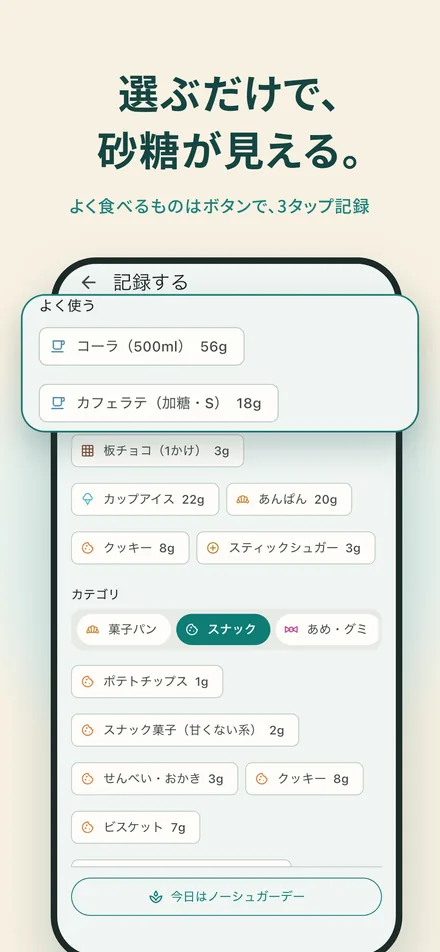 選ぶだけで、
砂糖が見える。
よく食べるものはボタンで、3タップ記録
記録する
よく使う
コーラ（500ml） 56g
カフェラテ（加糖・S） 18g
板チョコ（1かけ） 3g
カップアイス 22g
あんぱん 20g
クッキー 8g
スティックシュガー 3g
カテゴリ
菓子パン
スナック
あめ・グミ
ポテトチップス 1g
スナック菓子（甘くない系） 2g
せんべい・おかき 3g
クッキー 8g
ビスケット 7g
今日はノーシュガーデー